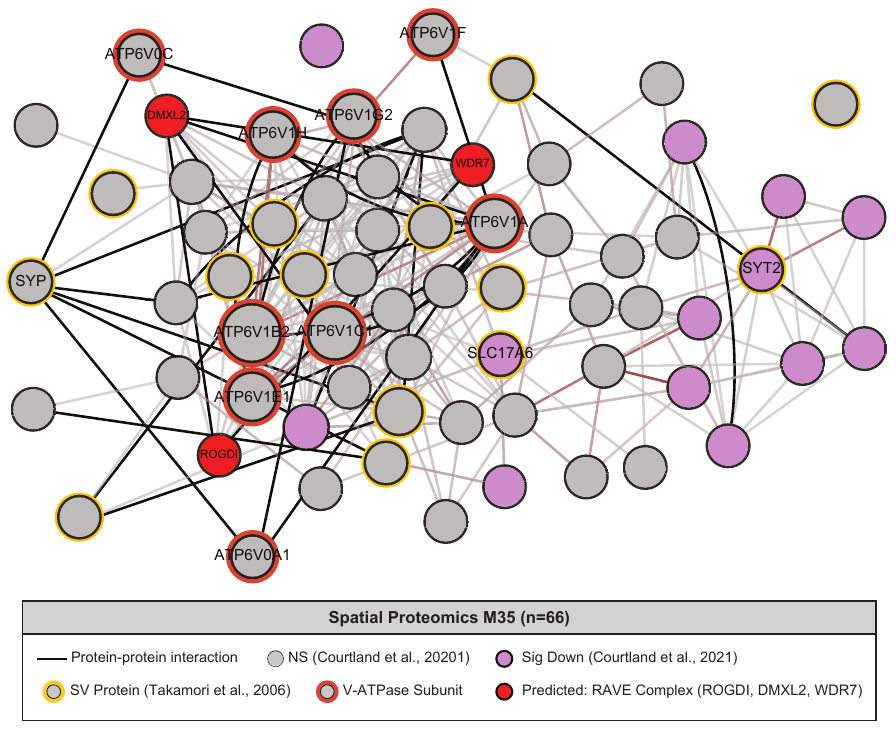 ATP6V1F
ATP6V0C
DMXL2
ATP6V1G2
ATP6V1H
WDR7
ATP6V1A
SYP
SYT2
ATP6V1B2
ATP6V1C1
SLC17A6
ATP6V1E1
ROGDI
ATP6V0A1
Spatial Proteomics M35 (n=66)
Protein-protein interaction
NS (Courtland et al., 20201)
Sig Down (Courtland et al., 2021)
SV Protein (Takamori et al., 2006)
V-ATPase Subunit
Predicted: RAVE Complex (ROGDI, DMXL2, WDR7)